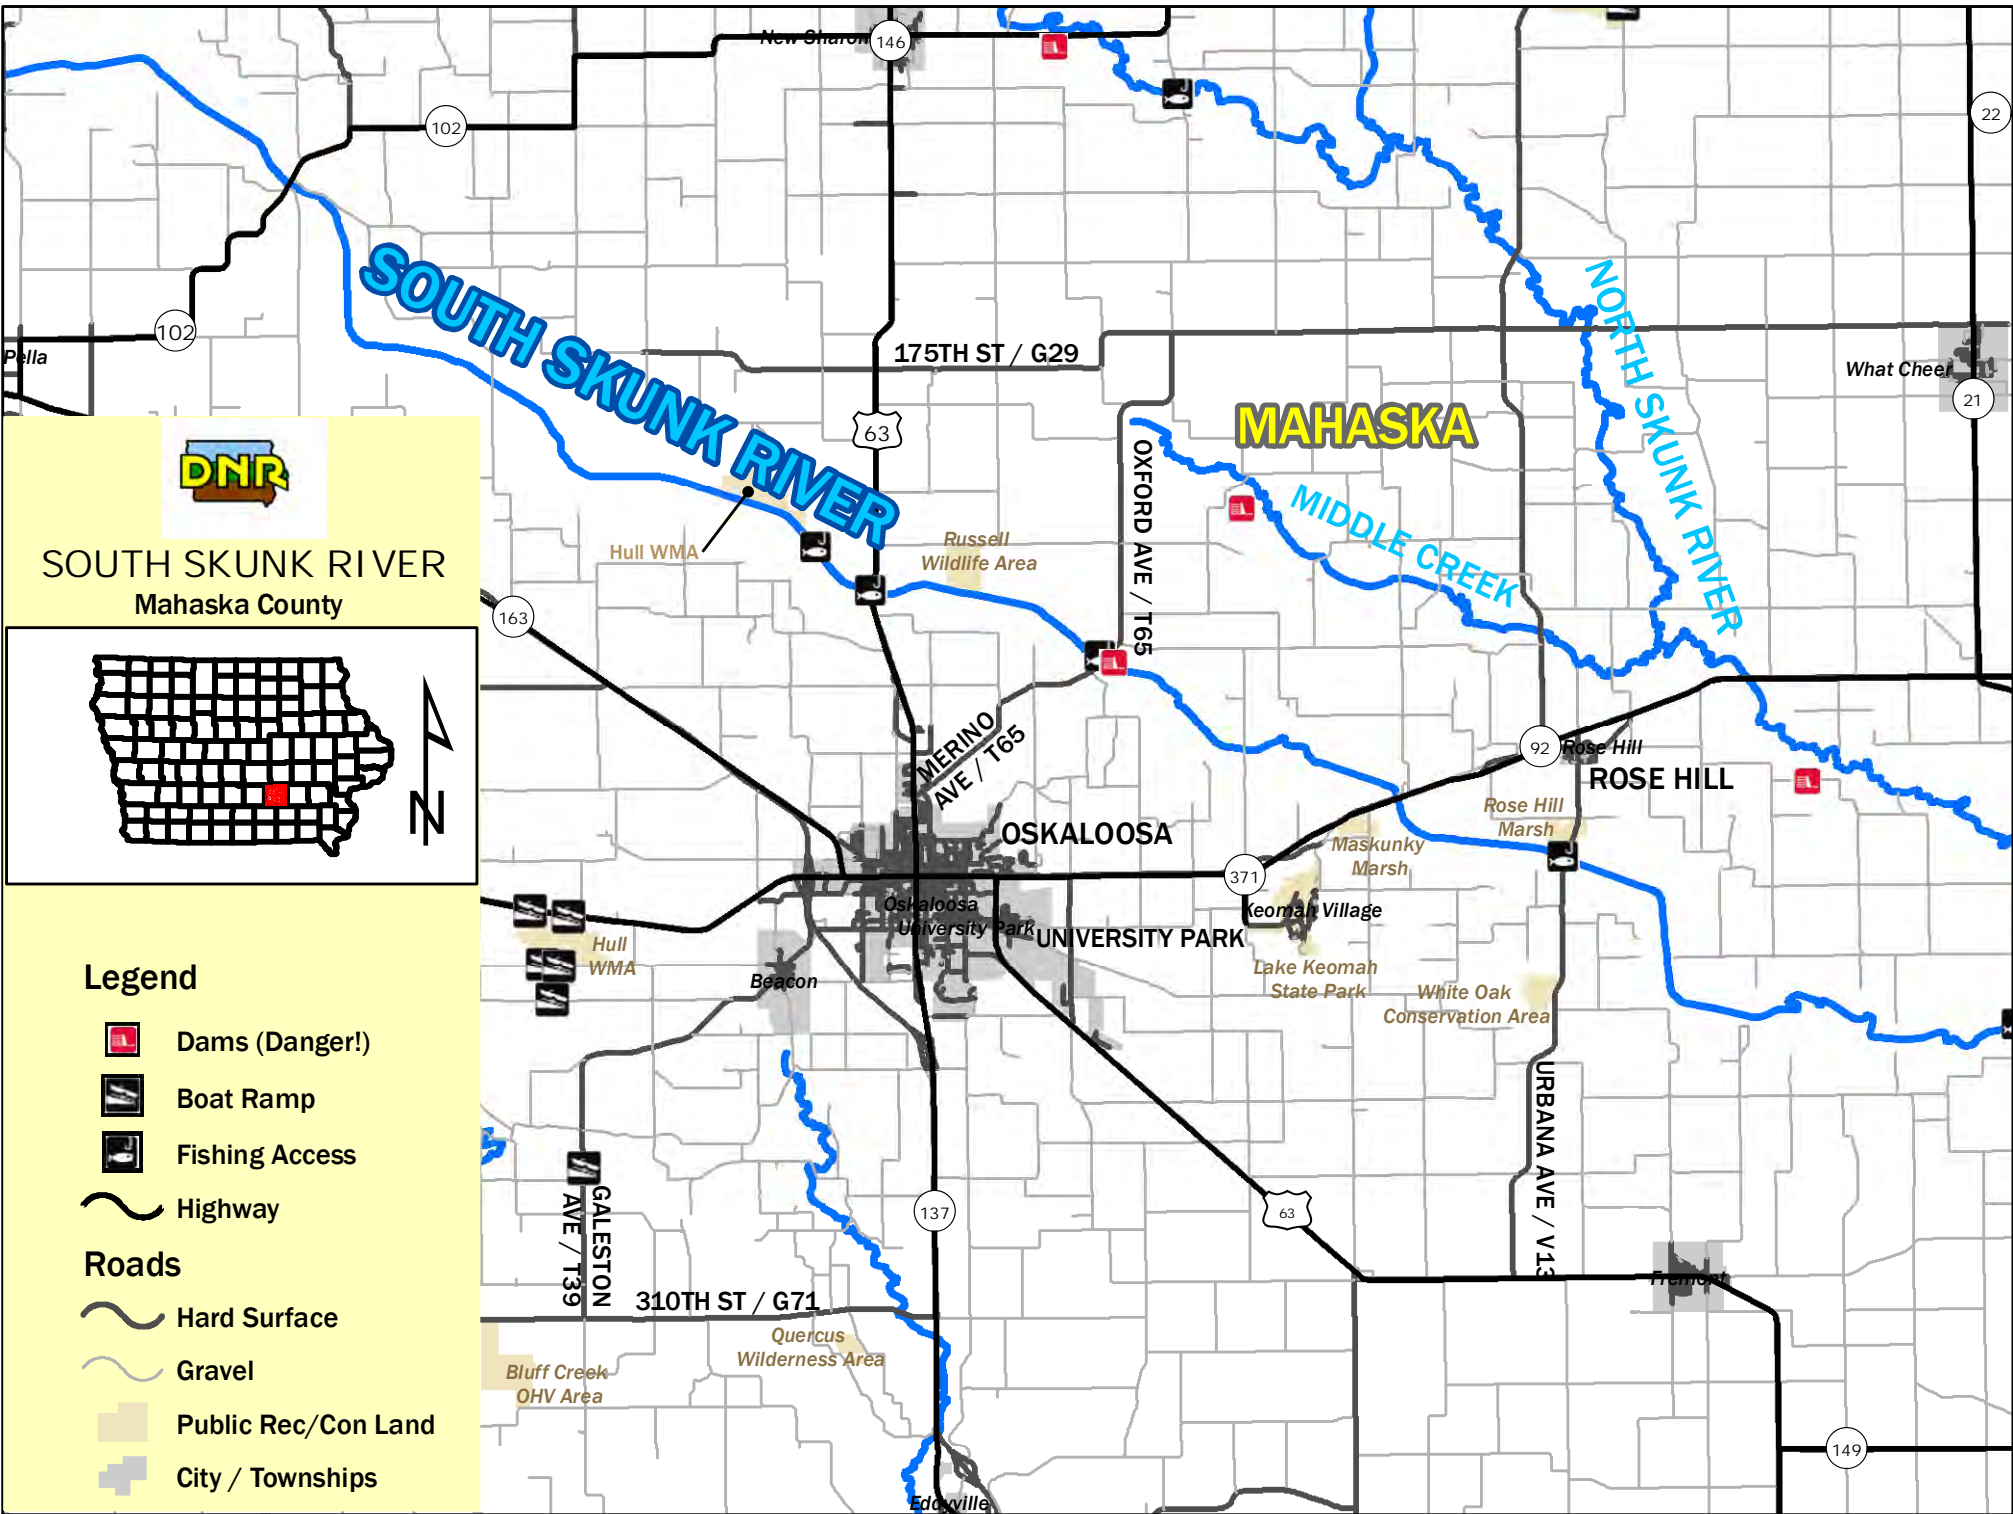 New Sharon
146
102
22
SOUTH SKUNK RIVER
NORTH SKUNK RIVER
102
Pella
175TH ST / G29
What Cheer
21
63
MAHASKA
OXFORD AVE / T65
MIDDLE CREEK
DNR
SOUTH SKUNK RIVER
Mahaska County
N
Hull WMA
Russell
Wildlife Area
163
MERINO
AVE / T65
92
Rose Hill
ROSE HILL
Rose Hill
Marsh
OSKALOOSA
Maskunky
Marsh
371
Keomah Village
Oskaloosa
University Park
UNIVERSITY PARK
Hull
WMA
Beacon
Lake Keomah
State Park
White Oak
Conservation Area
URBANA AVE / V13
Legend
Dams (Danger!)
Boat Ramp
Fishing Access
Highway
Roads
Hard Surface
Gravel
Public Rec/Con Land
City / Townships
GALESTON
AVE / T39
137
63
Fremont
310TH ST / G71
Quercus
Wilderness Area
Bluff Creek
OHV Area
149
Eddyville